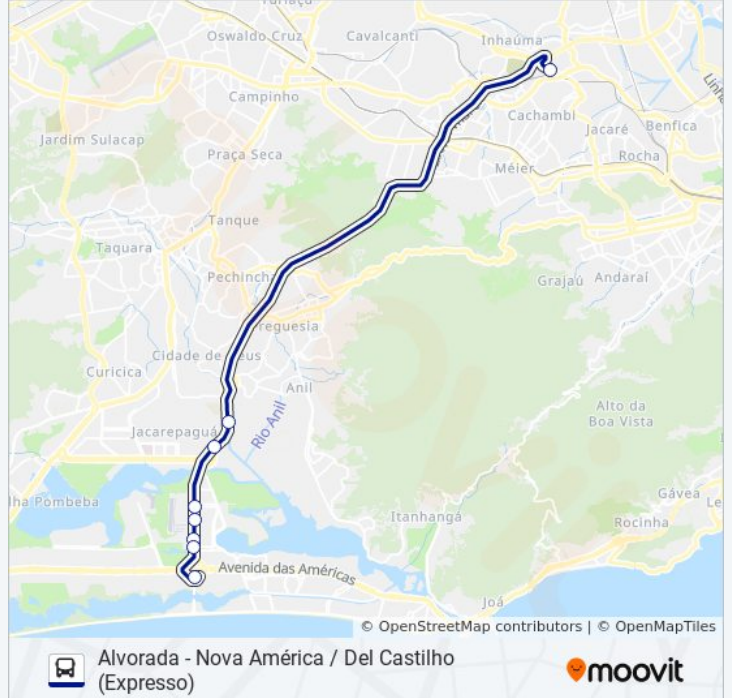 Oswaldo Cruz
Cavalcanti
Inhaúma
Campinho
Cachambi
Jardim Sulacap
Jacaré
Benfica
Praça Seca
Méier
Rocha
Tanque
Taquara
Pechincha
Grajaú
Andaraí
Freguesia
Cidade de Deus
Curicica
Anil
Jacarepaguá
Rio Anil
Alto da
Boa Vista
lha Pombeba
Itanhangá
Gávea
Le
Rocinha
Avenida das Américas
Joá
© OpenStreetMap contributors | © OpenMapTiles
Alvorada - Nova América / Del Castilho
(Expresso)
moovit